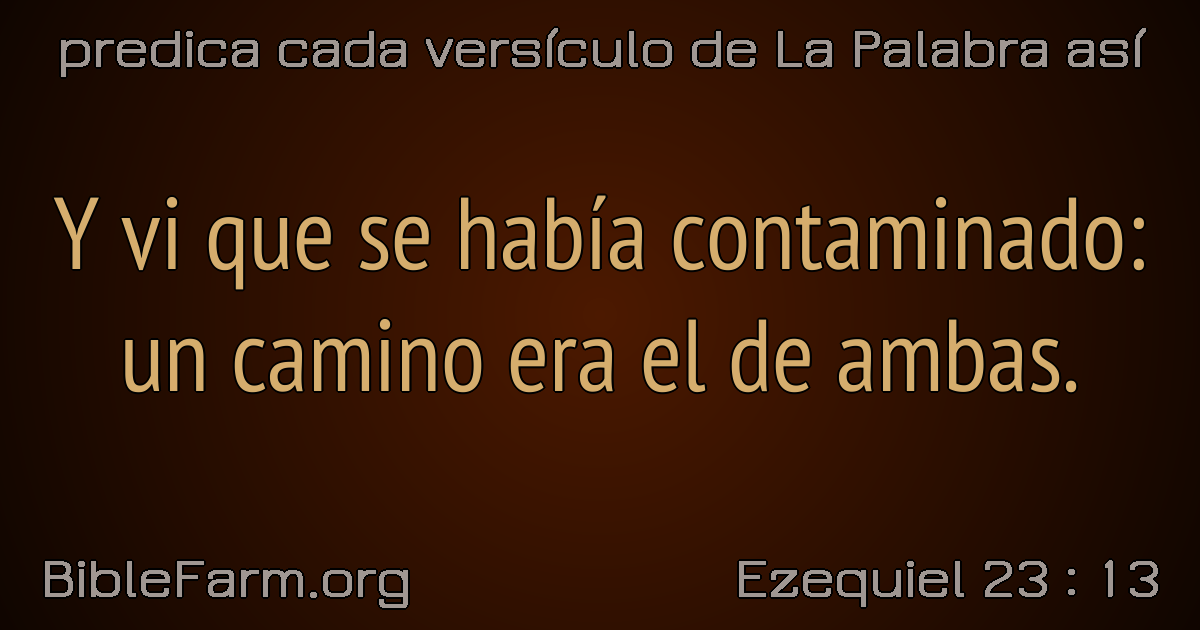 predica cada versículo de La Palabra así
Y vi que se había contaminado:
un camino era el de ambas.
BibleFarm.org
Ezequiel 23 : 13